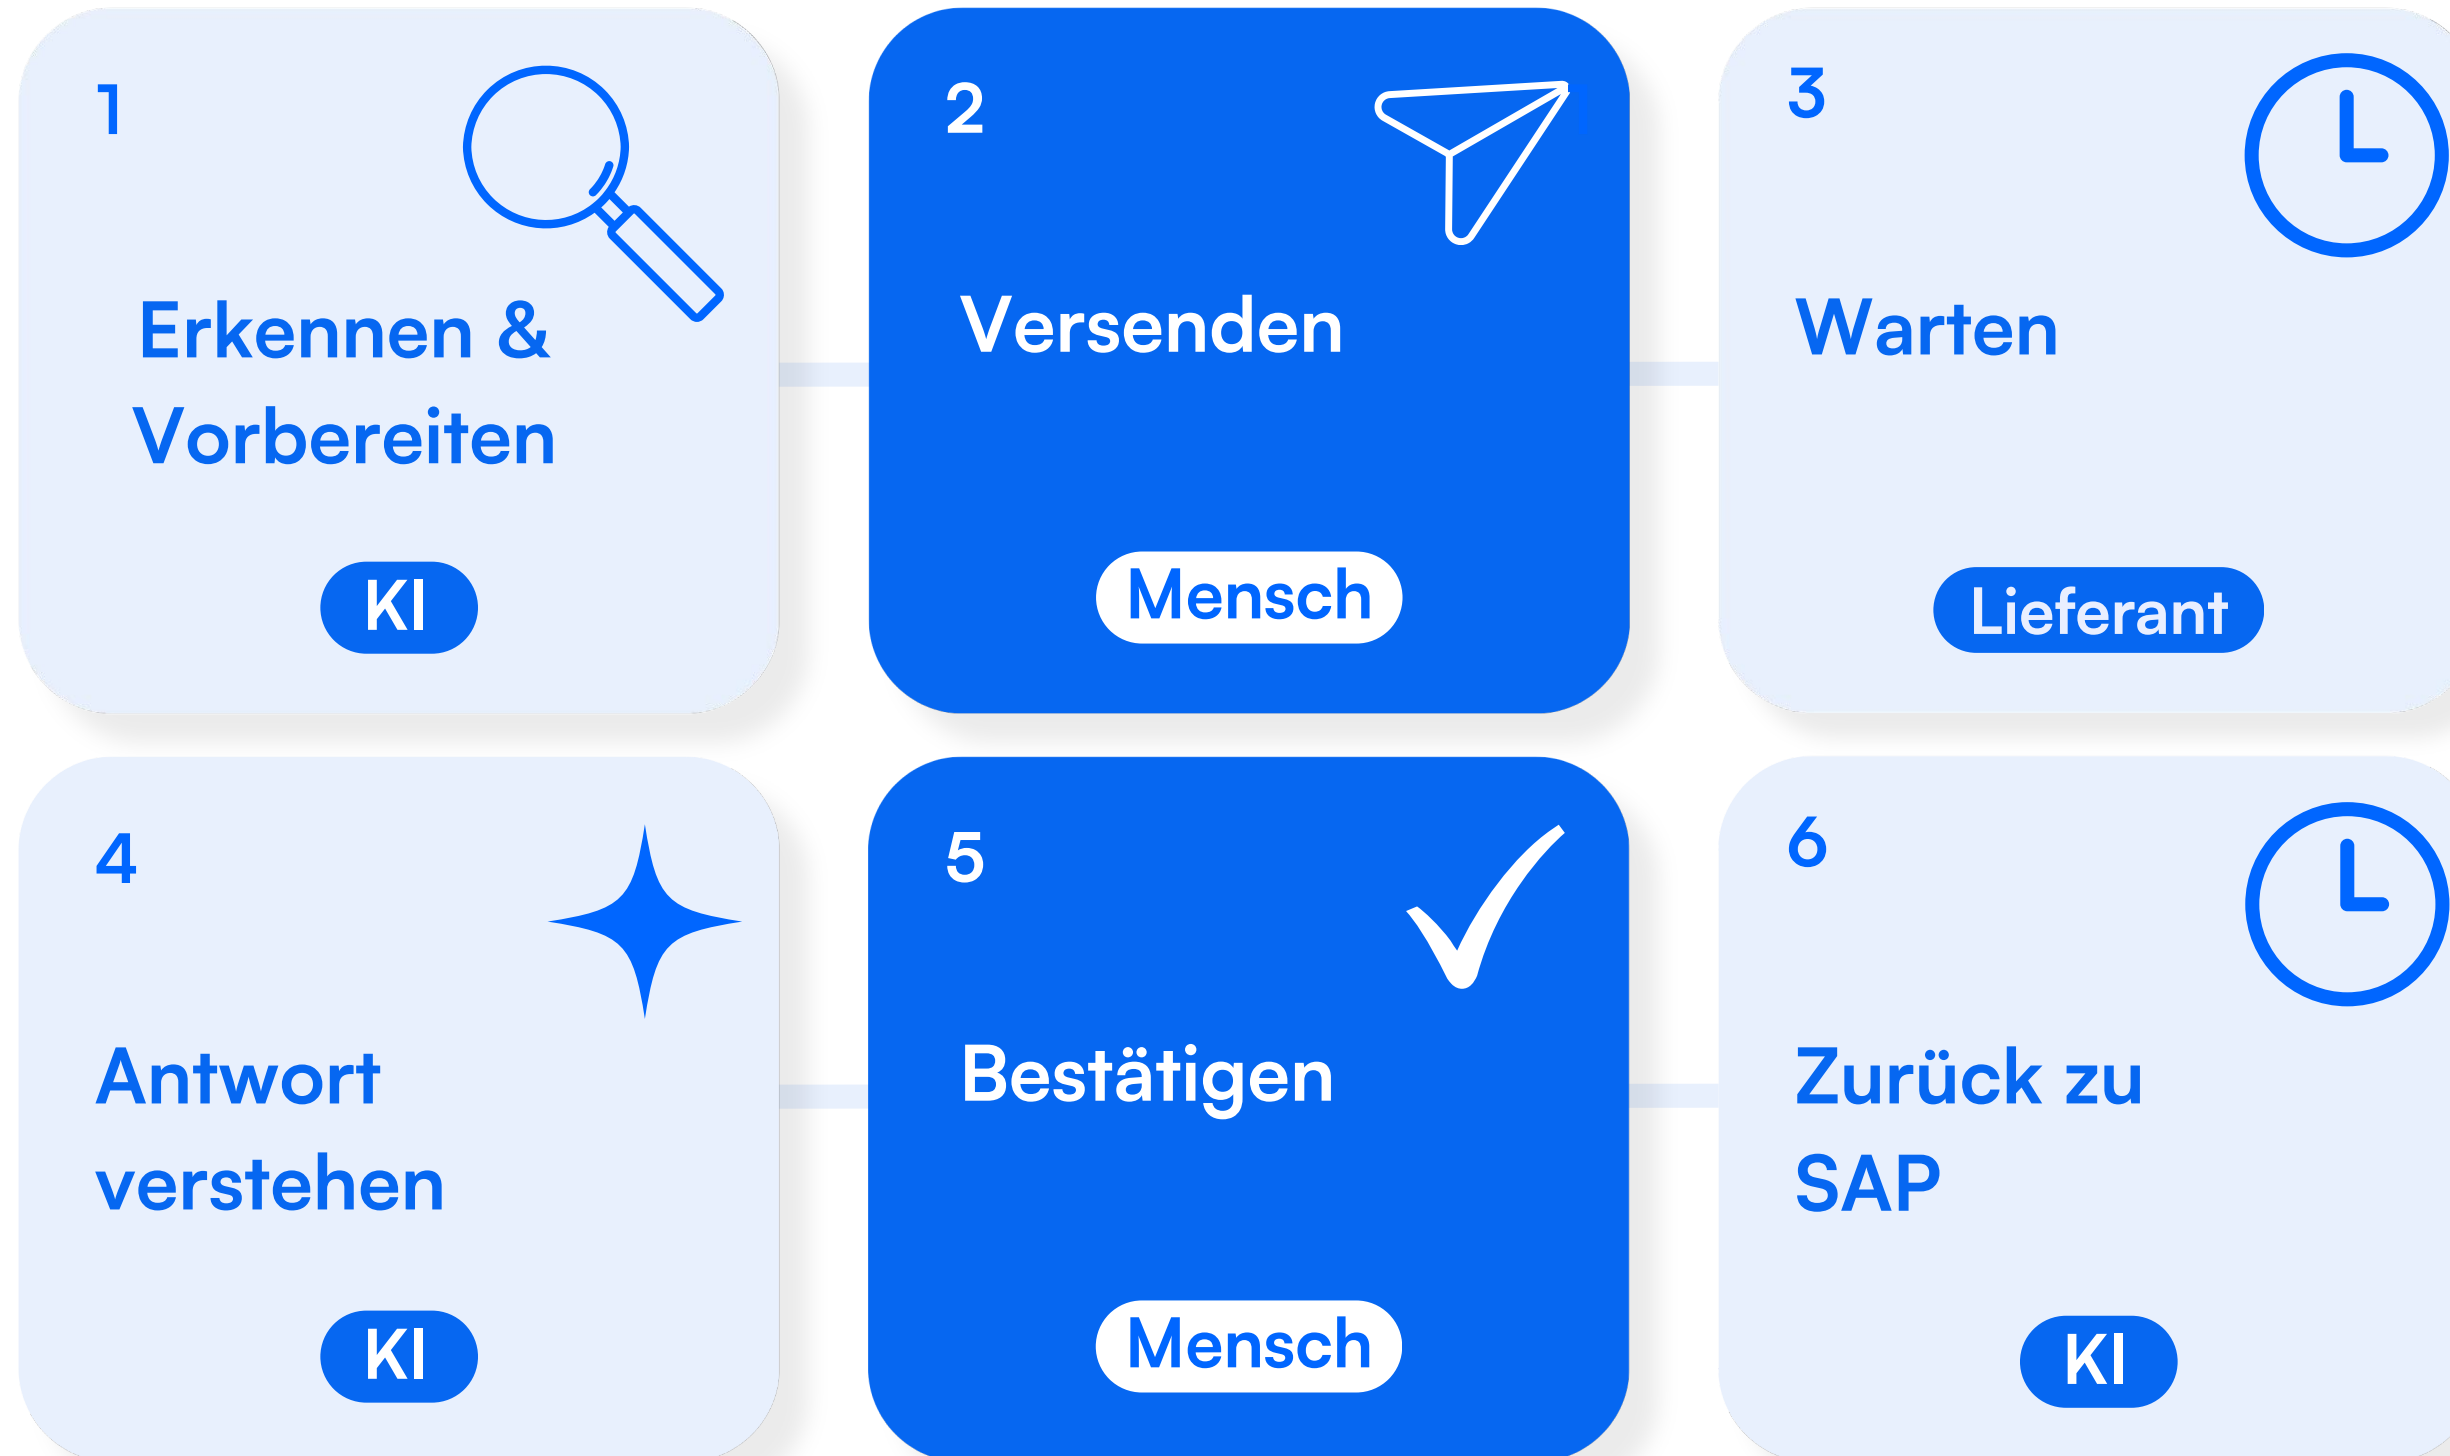 1
Erkennen &
Vorbereiten
KI
2
Versenden
Mensch
3
Warten
Lieferant
4
Antwort
verstehen
KI
5
Bestätigen
Mensch
6
Zurück zu
SAP
KI